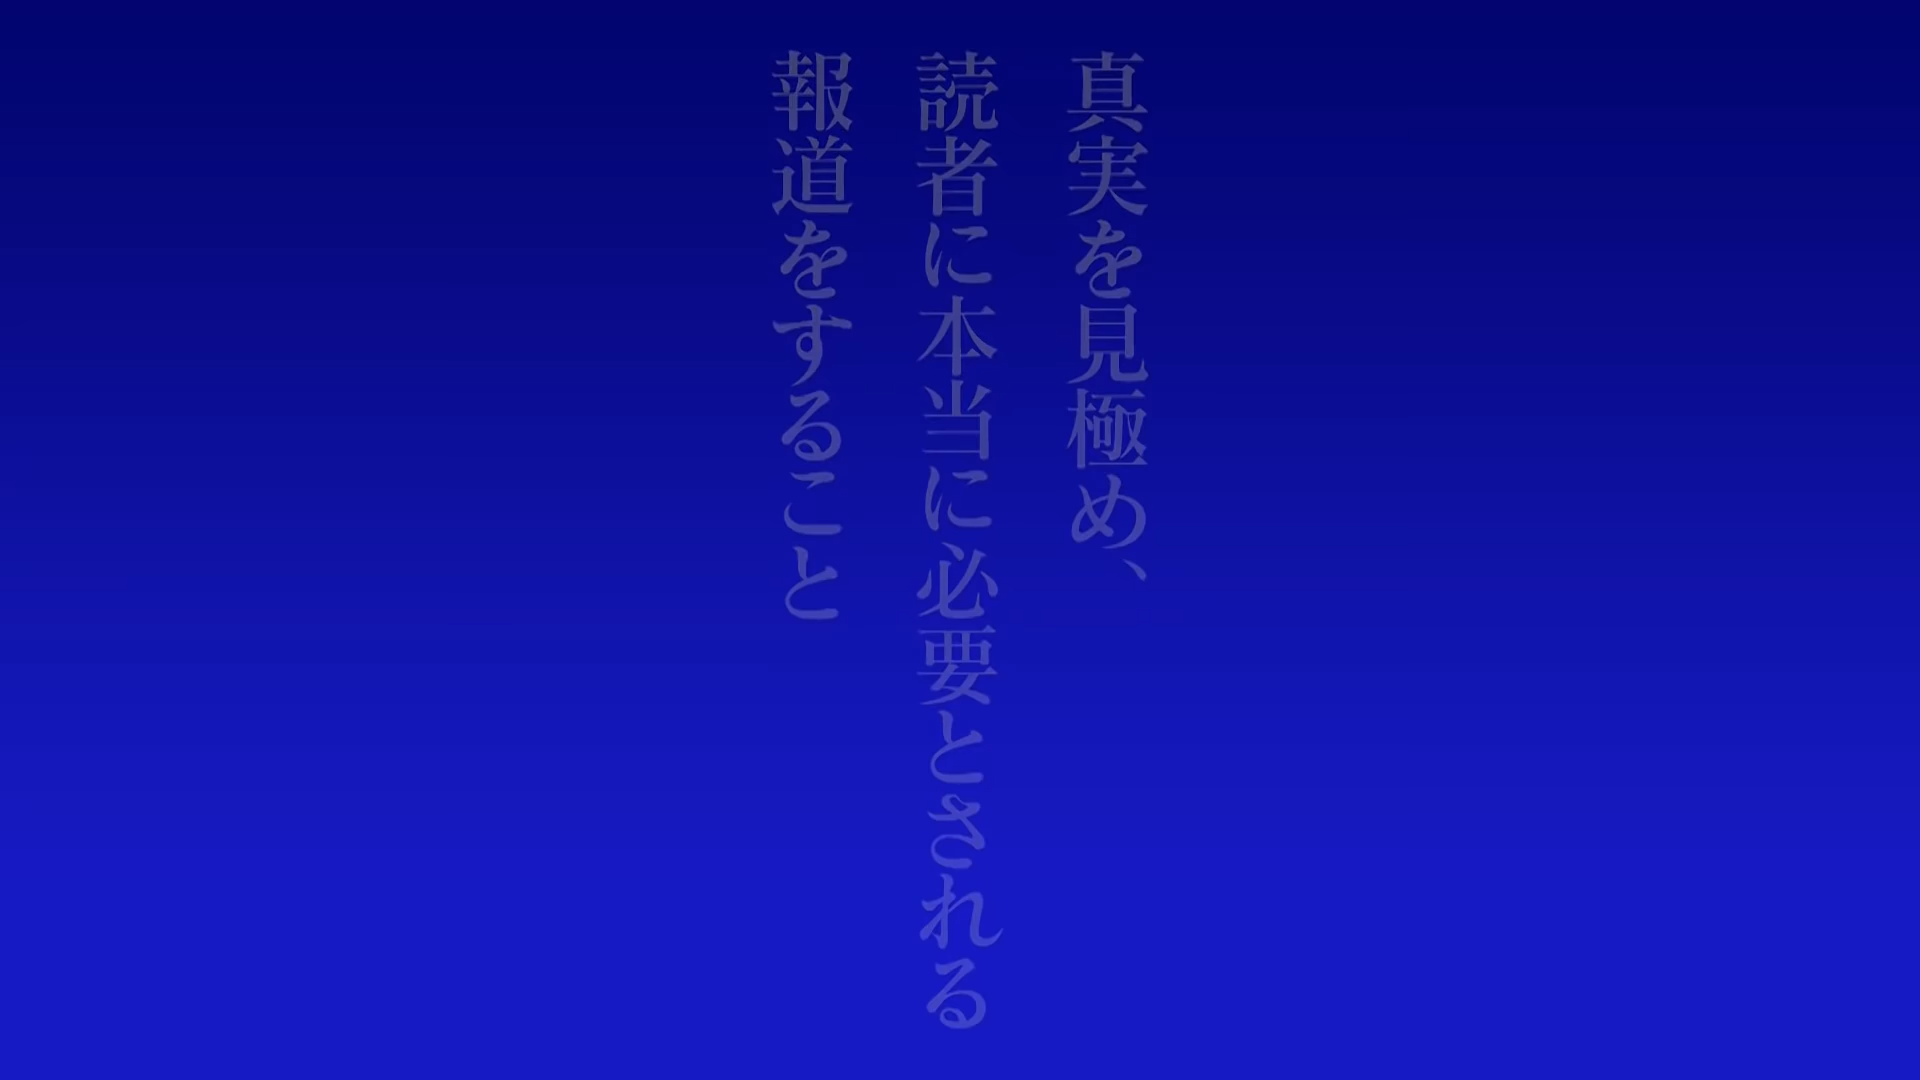 真実を見極め、
読者に本当に必要とされる
報道をすること